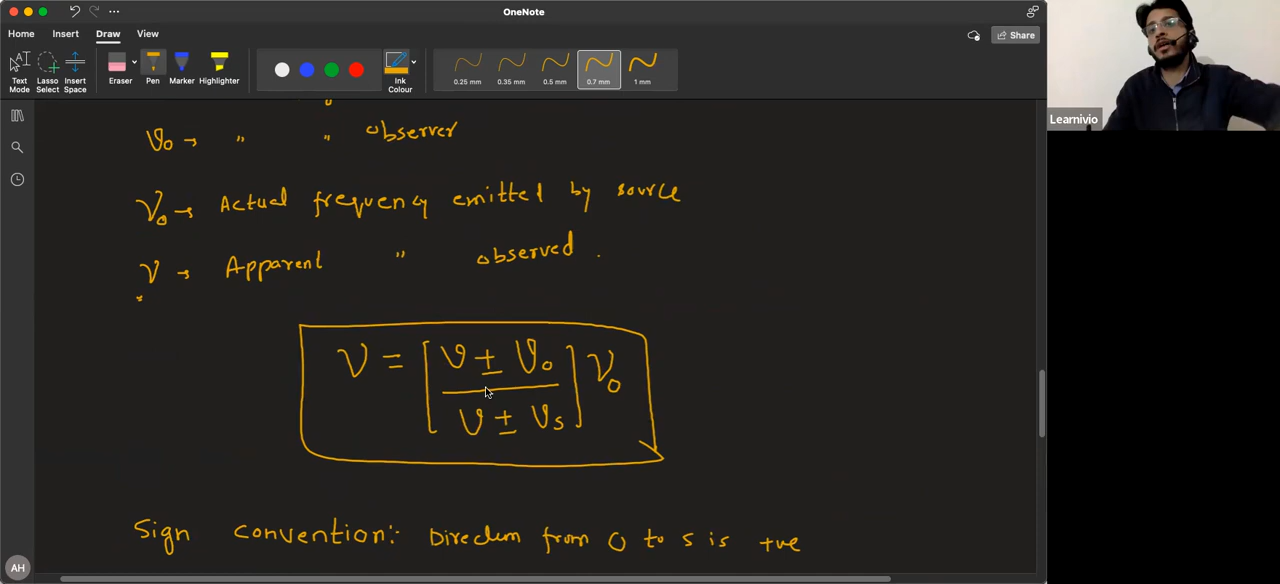 OneNote
Home Insert Draw View
Share
Text Mode
Lasso Select
Insert Space
Eraser
Pen
Marker
Highlighter
Ink Colour
0.25 mm
0.35 mm
0.5 mm
0.7 mm
1 mm
Learnivio
v₀ → " " observer
ν₀ → Actual frequency emitted by source
ν → Apparent " observed .
ν = [ v ± v₀ / v ± vₛ ] ν₀
Sign convention:- Direction from O to S is +ve
AH